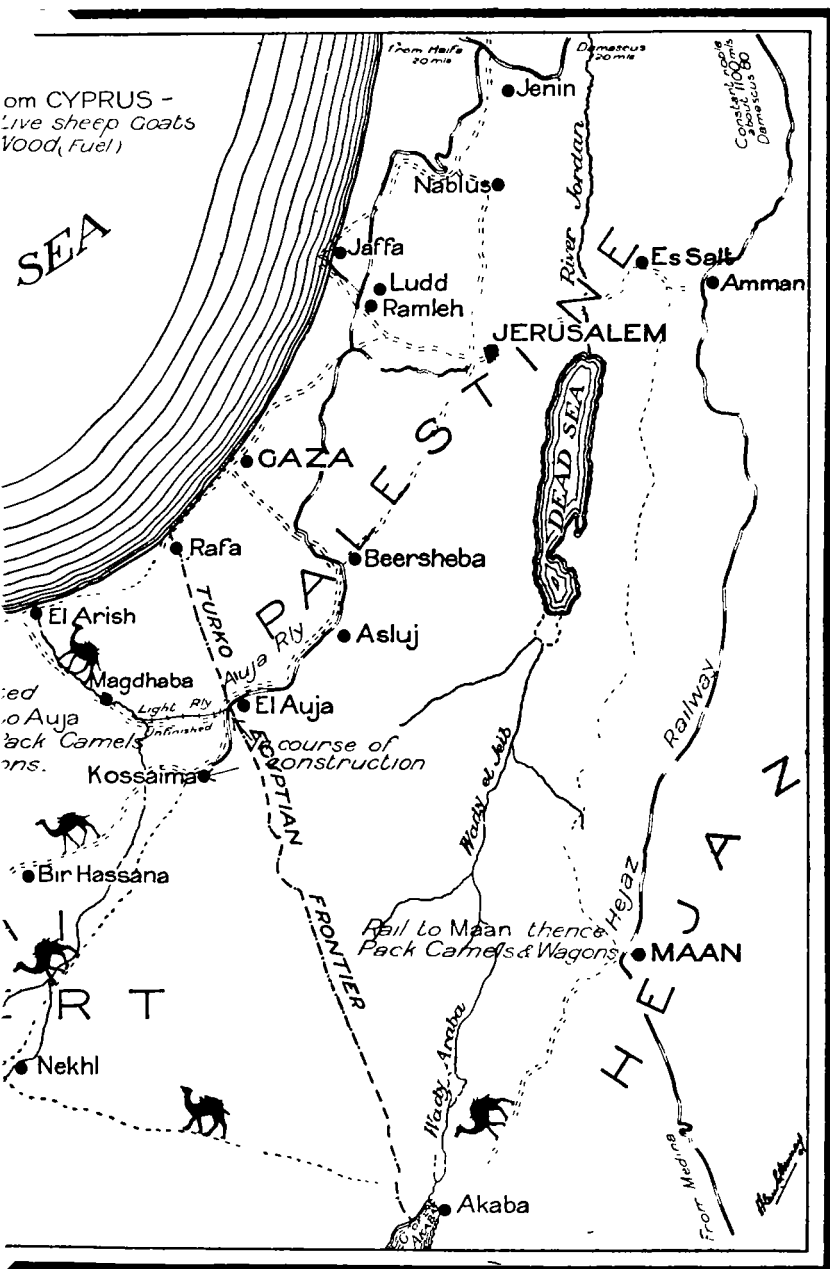 From Haifa
20 mls
Damascus
20 mls
Jenin
Constantinople
about 1100 mls
Damascus 80
om CYPRUS –
Live sheep Goats
Wood (Fuel)
SEA
Nablus
River Jordan
Jaffa
Es Salt
Ludd
Amman
Ramleh
JERUSALEM
PALESTINE
DEAD SEA
GAZA
Rafa
Beersheba
El Arish
TURKO
Auja Rly
Asluj
Magdhaba
Light Rly
Unfinished
El Auja
o Auja
Pack Camels
ons.
In course of
construction
EGYPTIAN
Kossaima
Wady el Jeib
Railway
Bir Hassana
FRONTIER
Rail to Maan thence
Pack Camels & Wagons
Hejaz
MAAN
HEJAZ
RT
Nekhl
Wady Araba
From Medina
Akaba